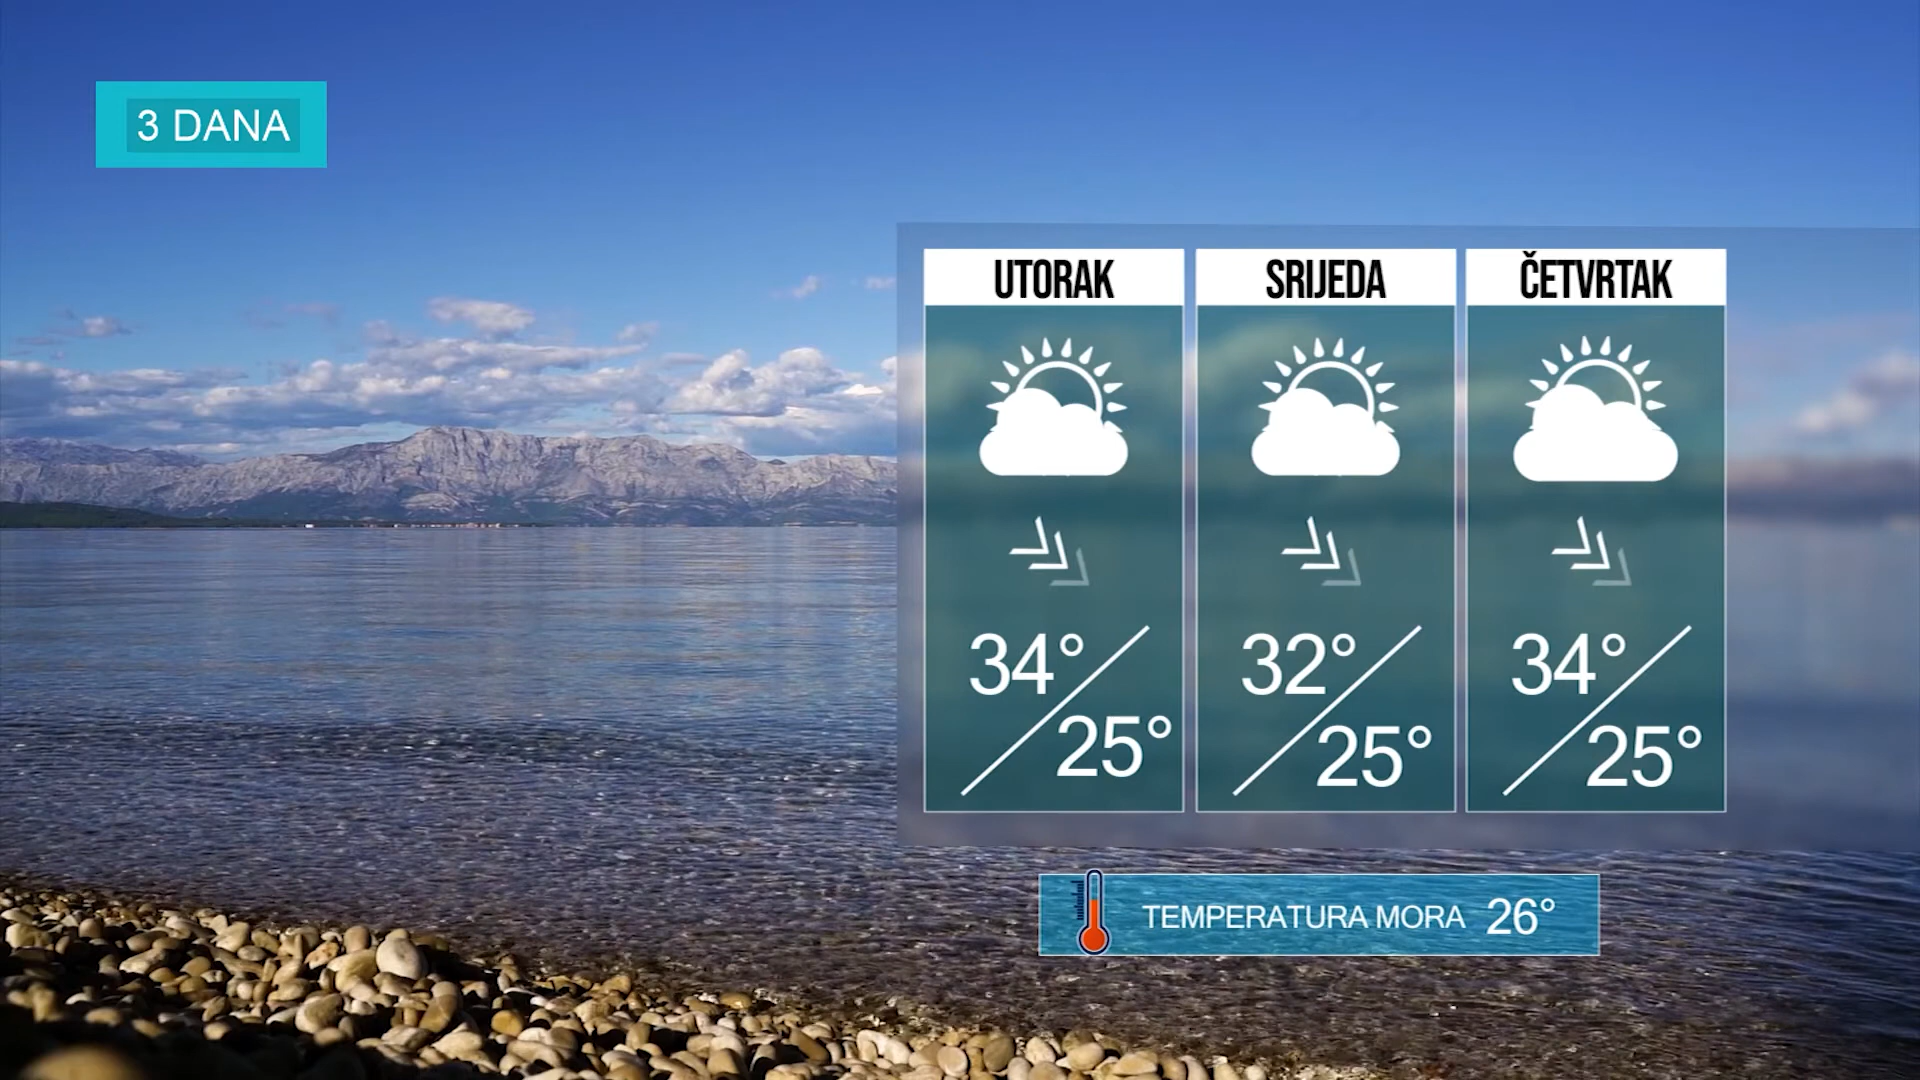 3 DANA
UTORAK
34°
25°
SRIJEDA
32°
25°
ČETVRTAK
34°
25°
TEMPERATURA MORA 26°